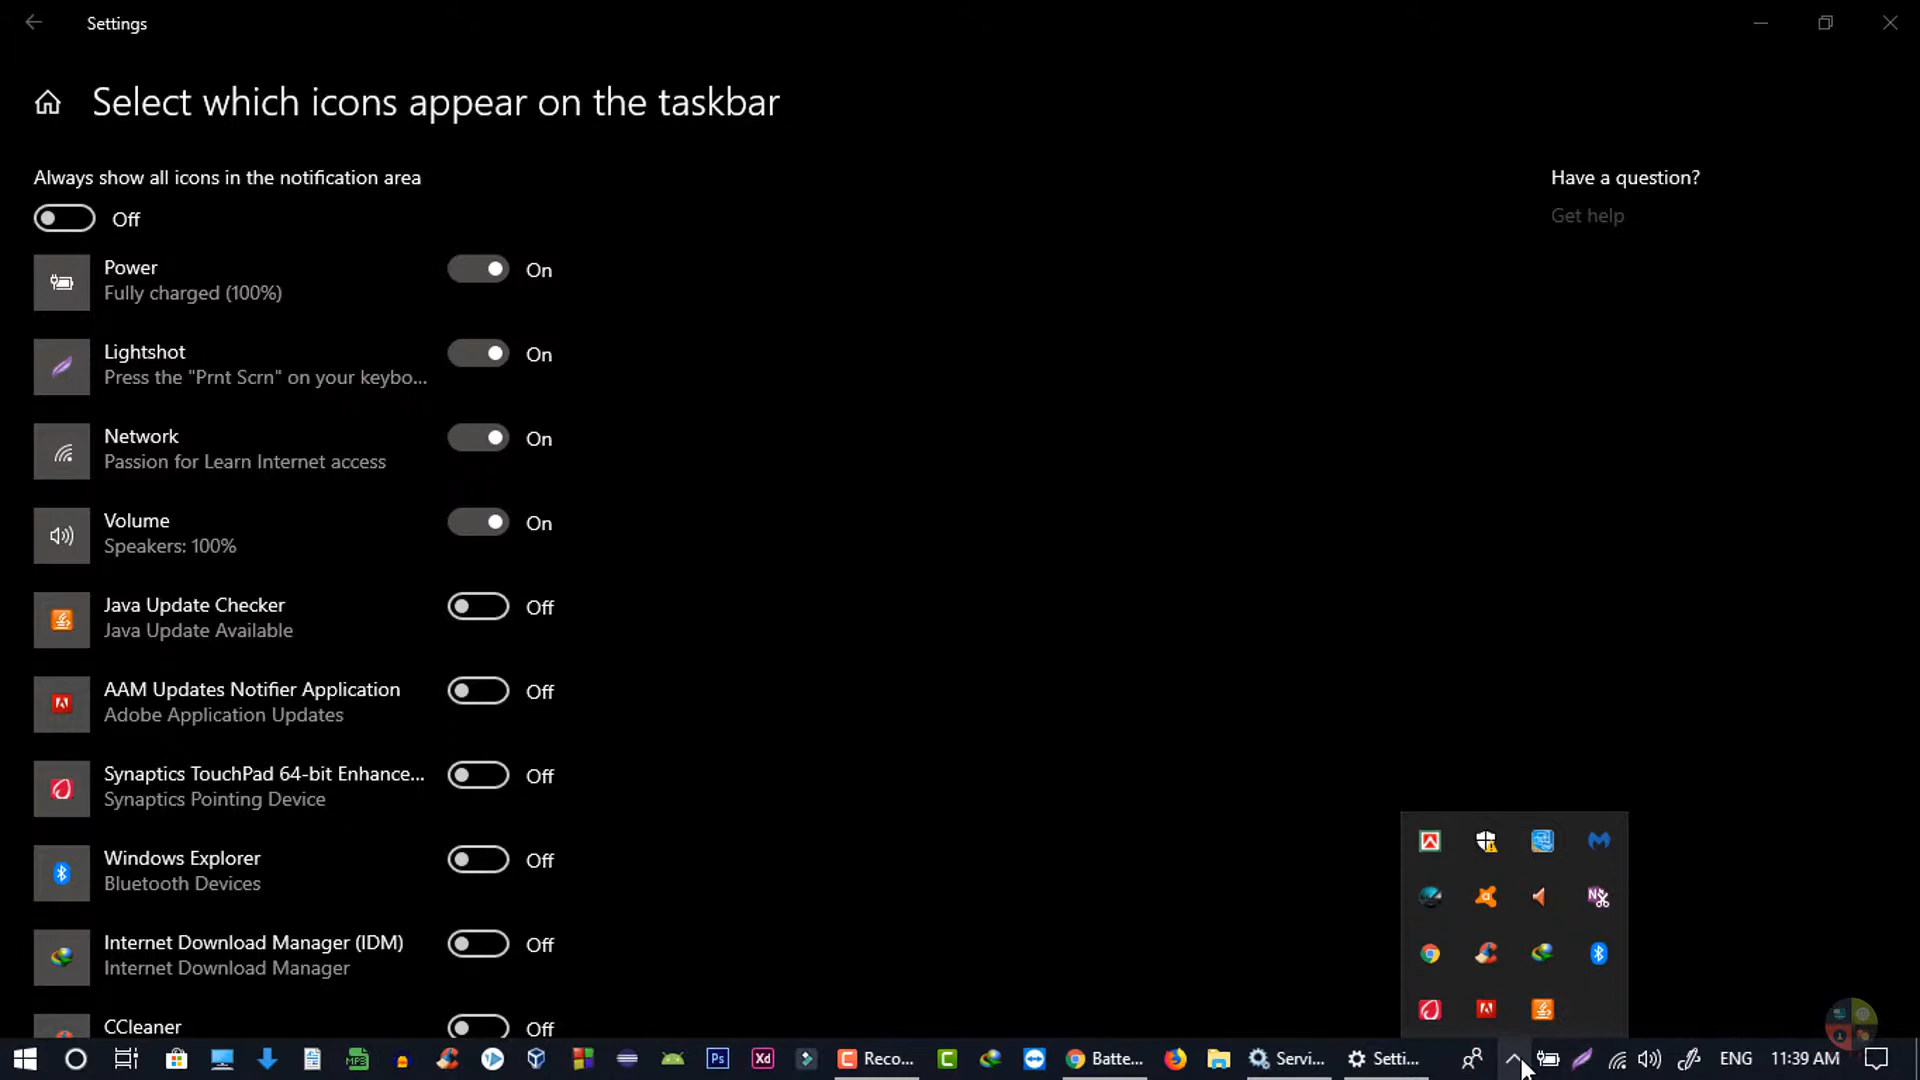 Settings
Select which icons appear on the taskbar
Always show all icons in the notification area
Off
Have a question?
Get help
Power
Fully charged (100%)
On
Lightshot
Press the "Prnt Scrn" on your keybo...
On
Network
Passion for Learn Internet access
On
Volume
Speakers: 100%
On
Java Update Checker
Java Update Available
Off
AAM Updates Notifier Application
Adobe Application Updates
Off
Synaptics TouchPad 64-bit Enhance...
Synaptics Pointing Device
Off
Windows Explorer
Bluetooth Devices
Off
Internet Download Manager (IDM)
Internet Download Manager
Off
CCleaner
Off
MP3
Ps
Xd
Reco...
Batte...
Servi...
Setti...
ENG
11:39 AM